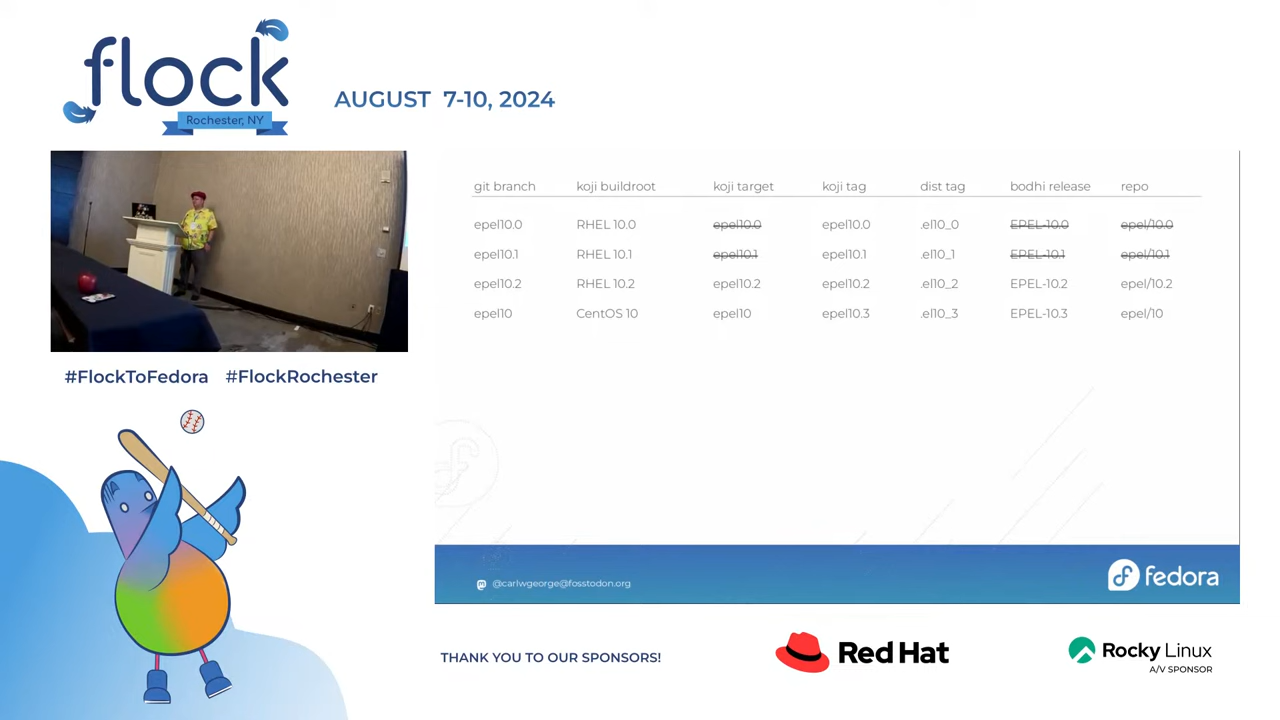 flock
Rochester, NY
AUGUST 7-10, 2024
git branch koji buildroot koji target koji tag dist tag bodhi release repo
epel10.0 RHEL 10.0 epel10.0 epel10.0 .el10_0 EPEL-10.0 epel/10.0
epel10.1 RHEL 10.1 epel10.1 epel10.1 .el10_1 EPEL-10.1 epel/10.1
epel10.2 RHEL 10.2 epel10.2 epel10.2 .el10_2 EPEL-10.2 epel/10.2
epel10 CentOS 10 epel10 epel10.3 .el10_3 EPEL-10.3 epel/10
#FlockToFedora #FlockRochester
@carlwgeorge@fosstodon.org
fedora
THANK YOU TO OUR SPONSORS!
Red Hat
Rocky Linux
A/V SPONSOR